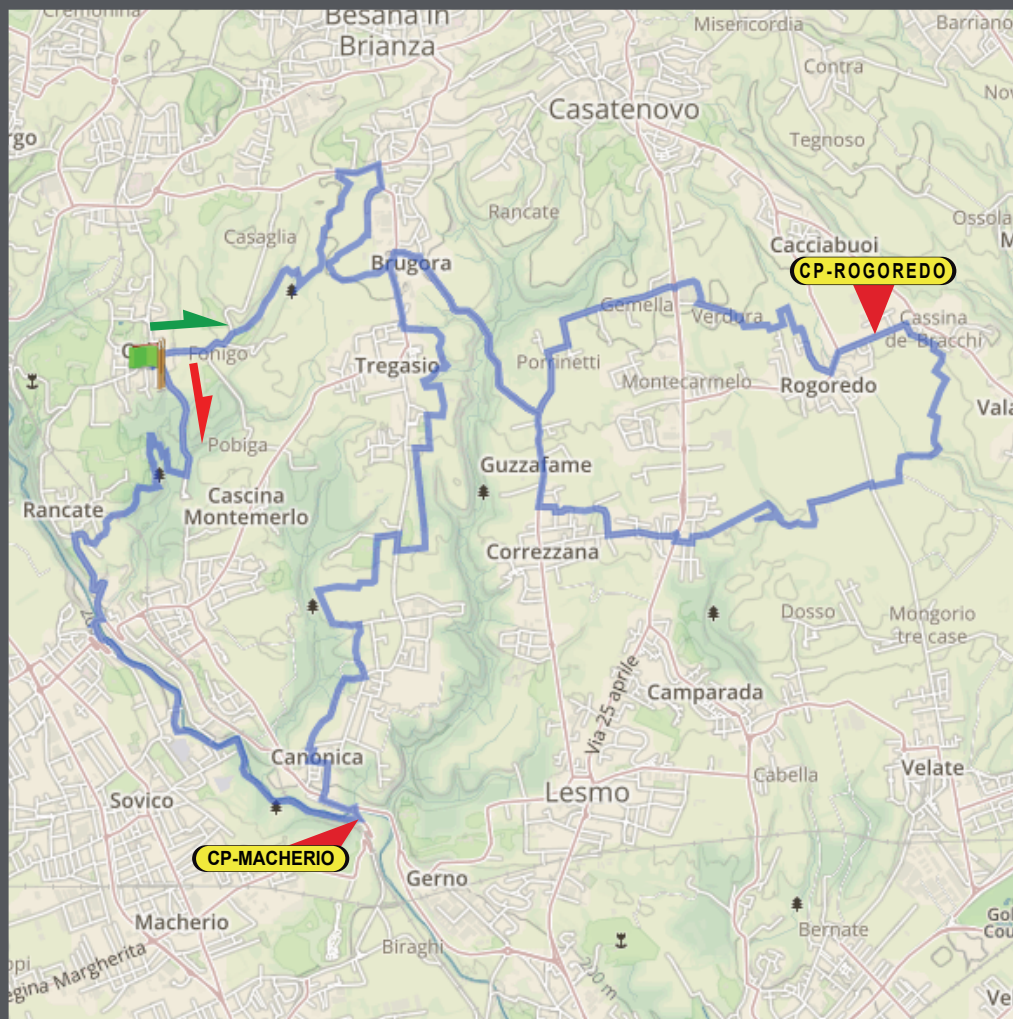 Cremonina
Besana in
Brianza
Misericordia
Barriano
Contra
Casatenovo
Tegnoso
Rancate
Casaglia
Cacciabuoi
Brugora
CP-ROGOREDO
Gemella
Verdura
Cassina
de' Bracchi
Fonigo
Tregasio
Porrinetti
Montecarmelo
Rogoredo
Pobiga
Guzzafame
Cascina
Montemerlo
Rancate
Correzzana
Dosso
Mongorio
tre case
Via 25 aprile
Camparada
Canonica
Cabella
Velate
Sovico
Lesmo
CP-MACHERIO
Gerno
Macherio
Bernate
Biraghi
egina Margherita